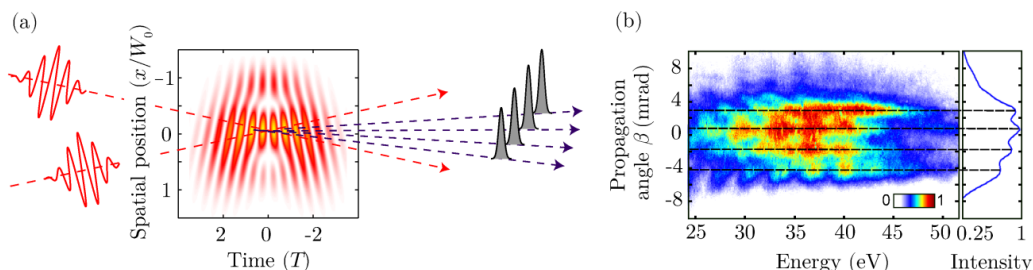 (a)
Spatial position (x/W₀)
-1
0
1
2 0 -2
Time (T)
(b)
Propagation
angle β (mrad)
8
4
0
-4
-8
0 1
24 30 35 40 45 50
Energy (eV)
0.25 1
Intensity